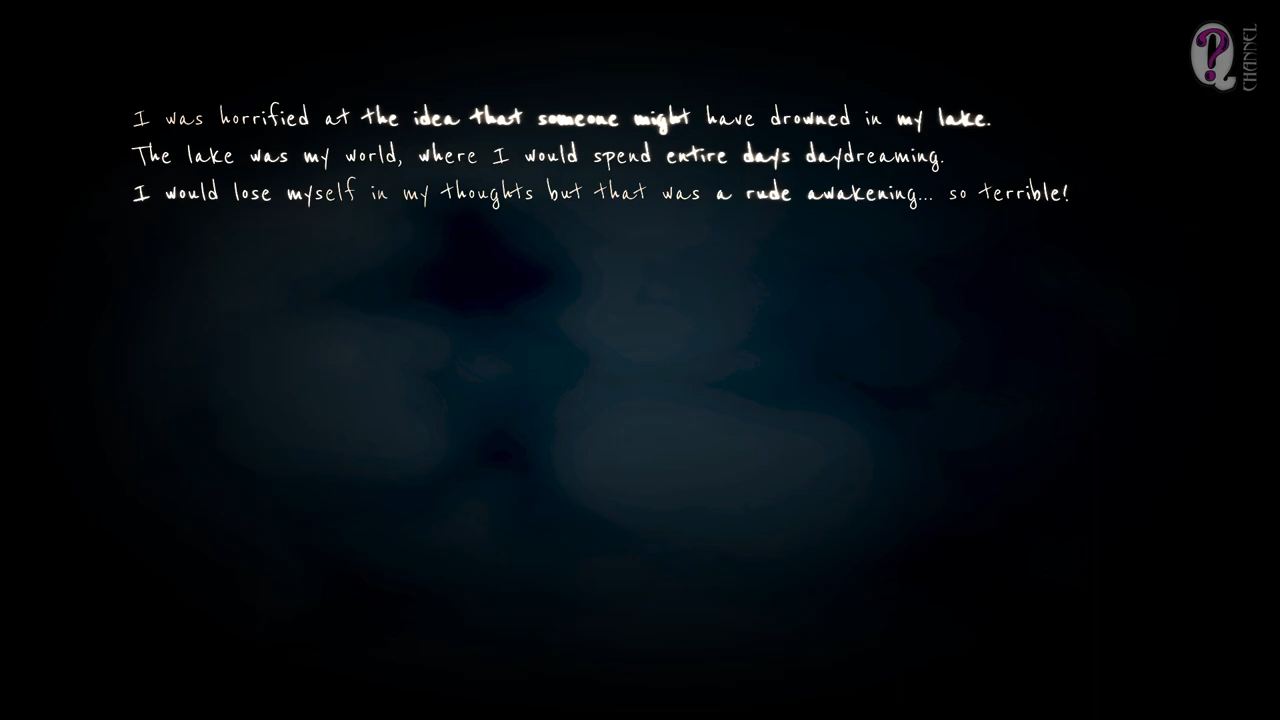 I was horrified at the idea that someone might have drowned in my lake.
The lake was my world, where I would spend entire days daydreaming.
I would lose myself in my thoughts but that was a rude awakening... so terrible!
?
CHANNEL